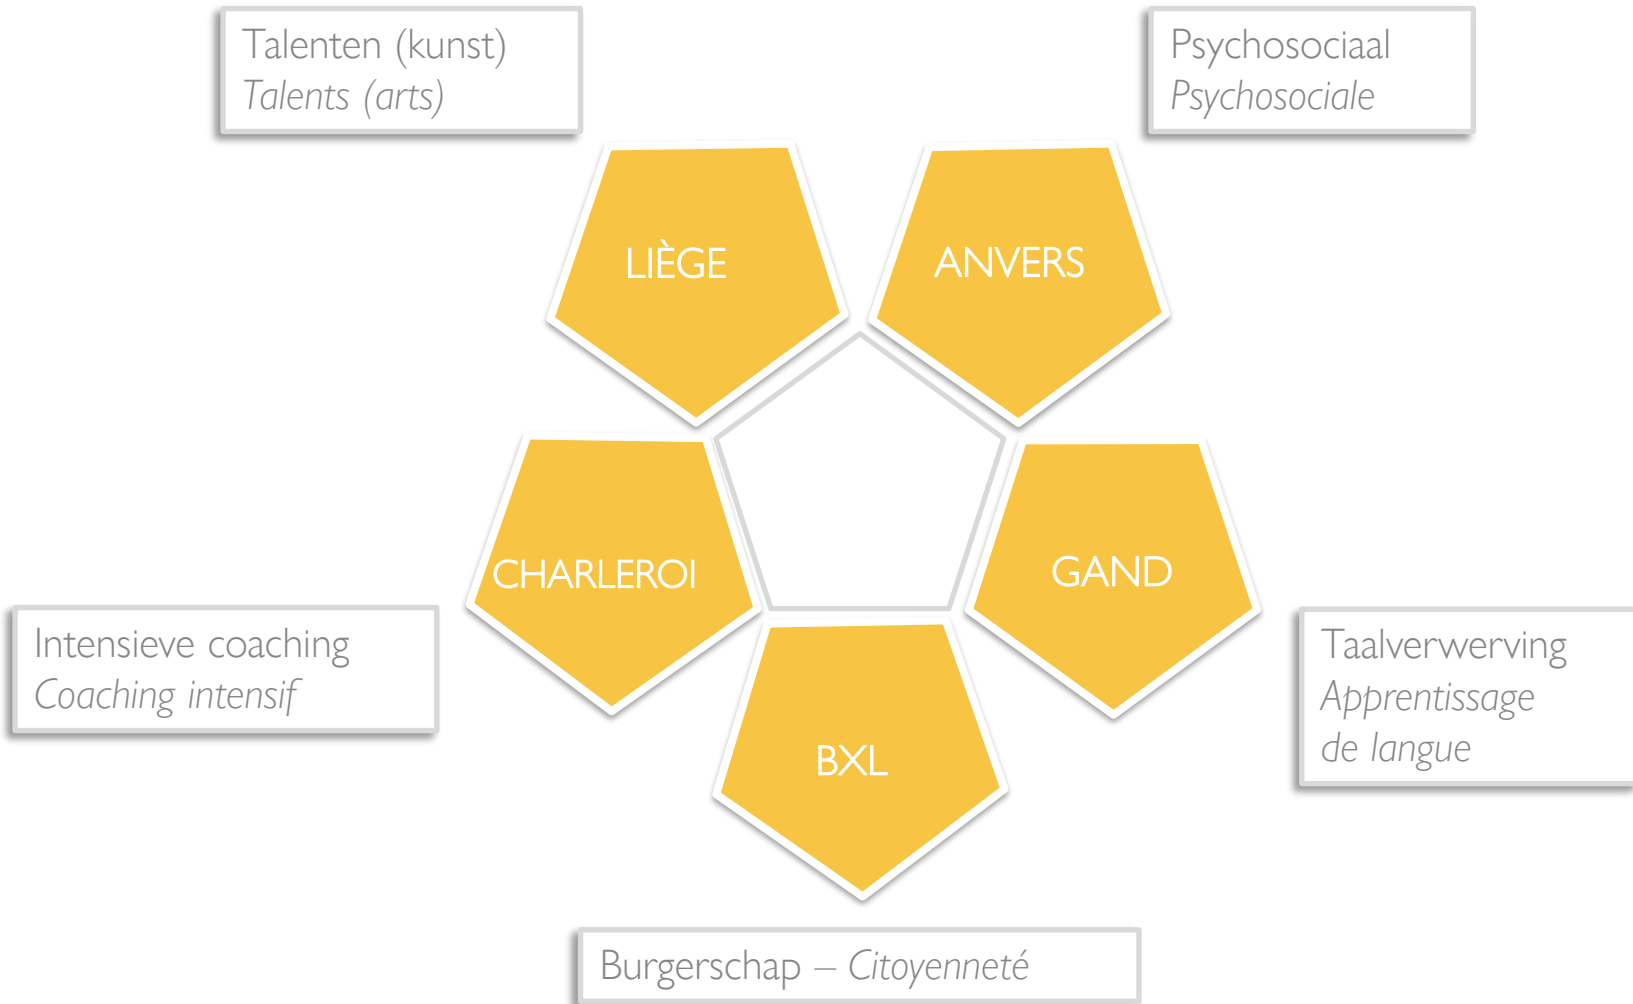 Talenten (kunst)
Talents (arts)
Psychosociaal
Psychosociale
LIÈGE
ANVERS
CHARLEROI
GAND
Intensieve coaching
Coaching intensif
Taalverwerving
Apprentissage
de langue
BXL
Burgerschap – Citoyenneté